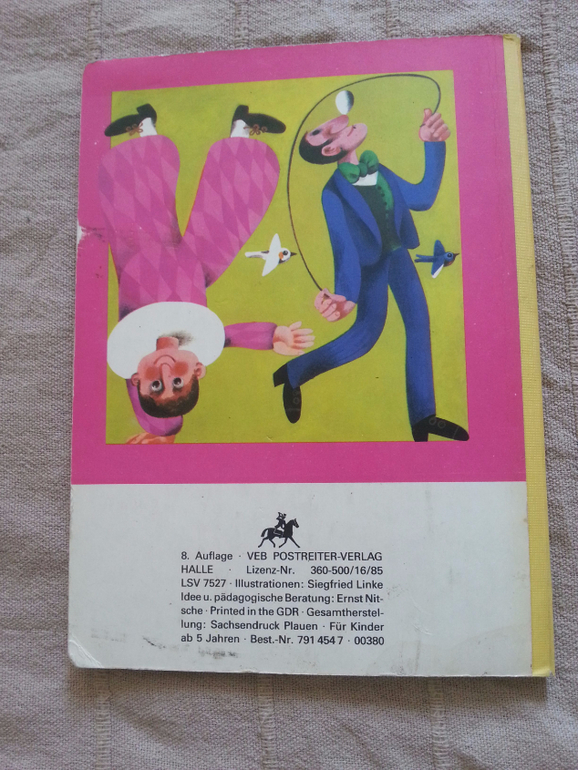 8. Auflage · VEB POSTREITER-VERLAG
HALLE · Lizenz-Nr. 360-500/16/85
LSV 7527 · Illustrationen: Siegfried Linke
Idee u. pädagogische Beratung: Ernst Nit-
sche · Printed in the GDR · Gesamtherstel-
lung: Sachsendruck Plauen · Für Kinder
ab 5 Jahren · Best.-Nr. 791 454 7 · 00380